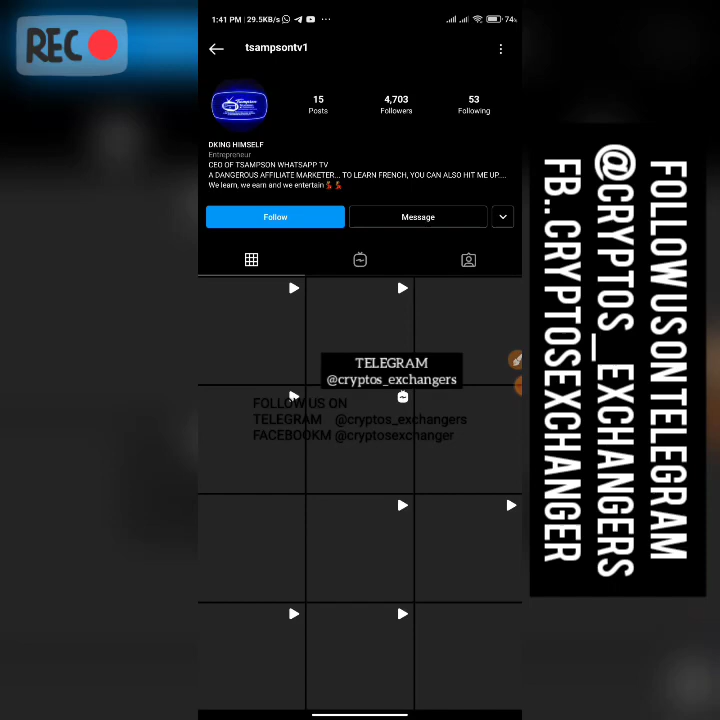 REC
1:41 PM | 29.5KB/s
74%
tsampsontv1
15
Posts
4,703
Followers
53
Following
DKING HIMSELF
Entrepreneur
CEO OF TSAMPSON WHATSAPP TV
A DANGEROUS AFFILIATE MARKETER... TO LEARN FRENCH, YOU CAN ALSO HIT ME UP....
We learn, we earn and we entertain💃💃
Follow
Message
TELEGRAM
@cryptos_exchangers
FOLLOW US ON
TELEGRAM @cryptos_exchangers
FACEBOOKM @cryptosexchanger
FOLLOW US ON TELEGRAM
@CRYPTOS_EXCHANGERS
FB..CRYPTOSEXCHANGER